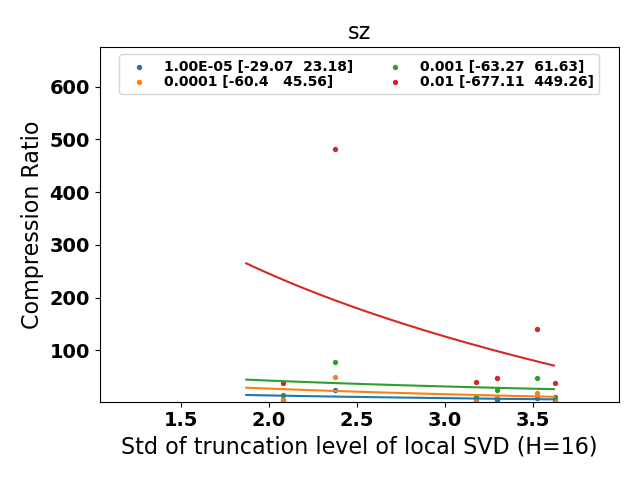 sz
1.00E-05 [-29.07  23.18]
0.0001 [-60.4   45.56]
0.001 [-63.27  61.63]
0.01 [-677.11  449.26]
Compression Ratio
600
500
400
300
200
100
1.5 2.0 2.5 3.0 3.5
Std of truncation level of local SVD (H=16)